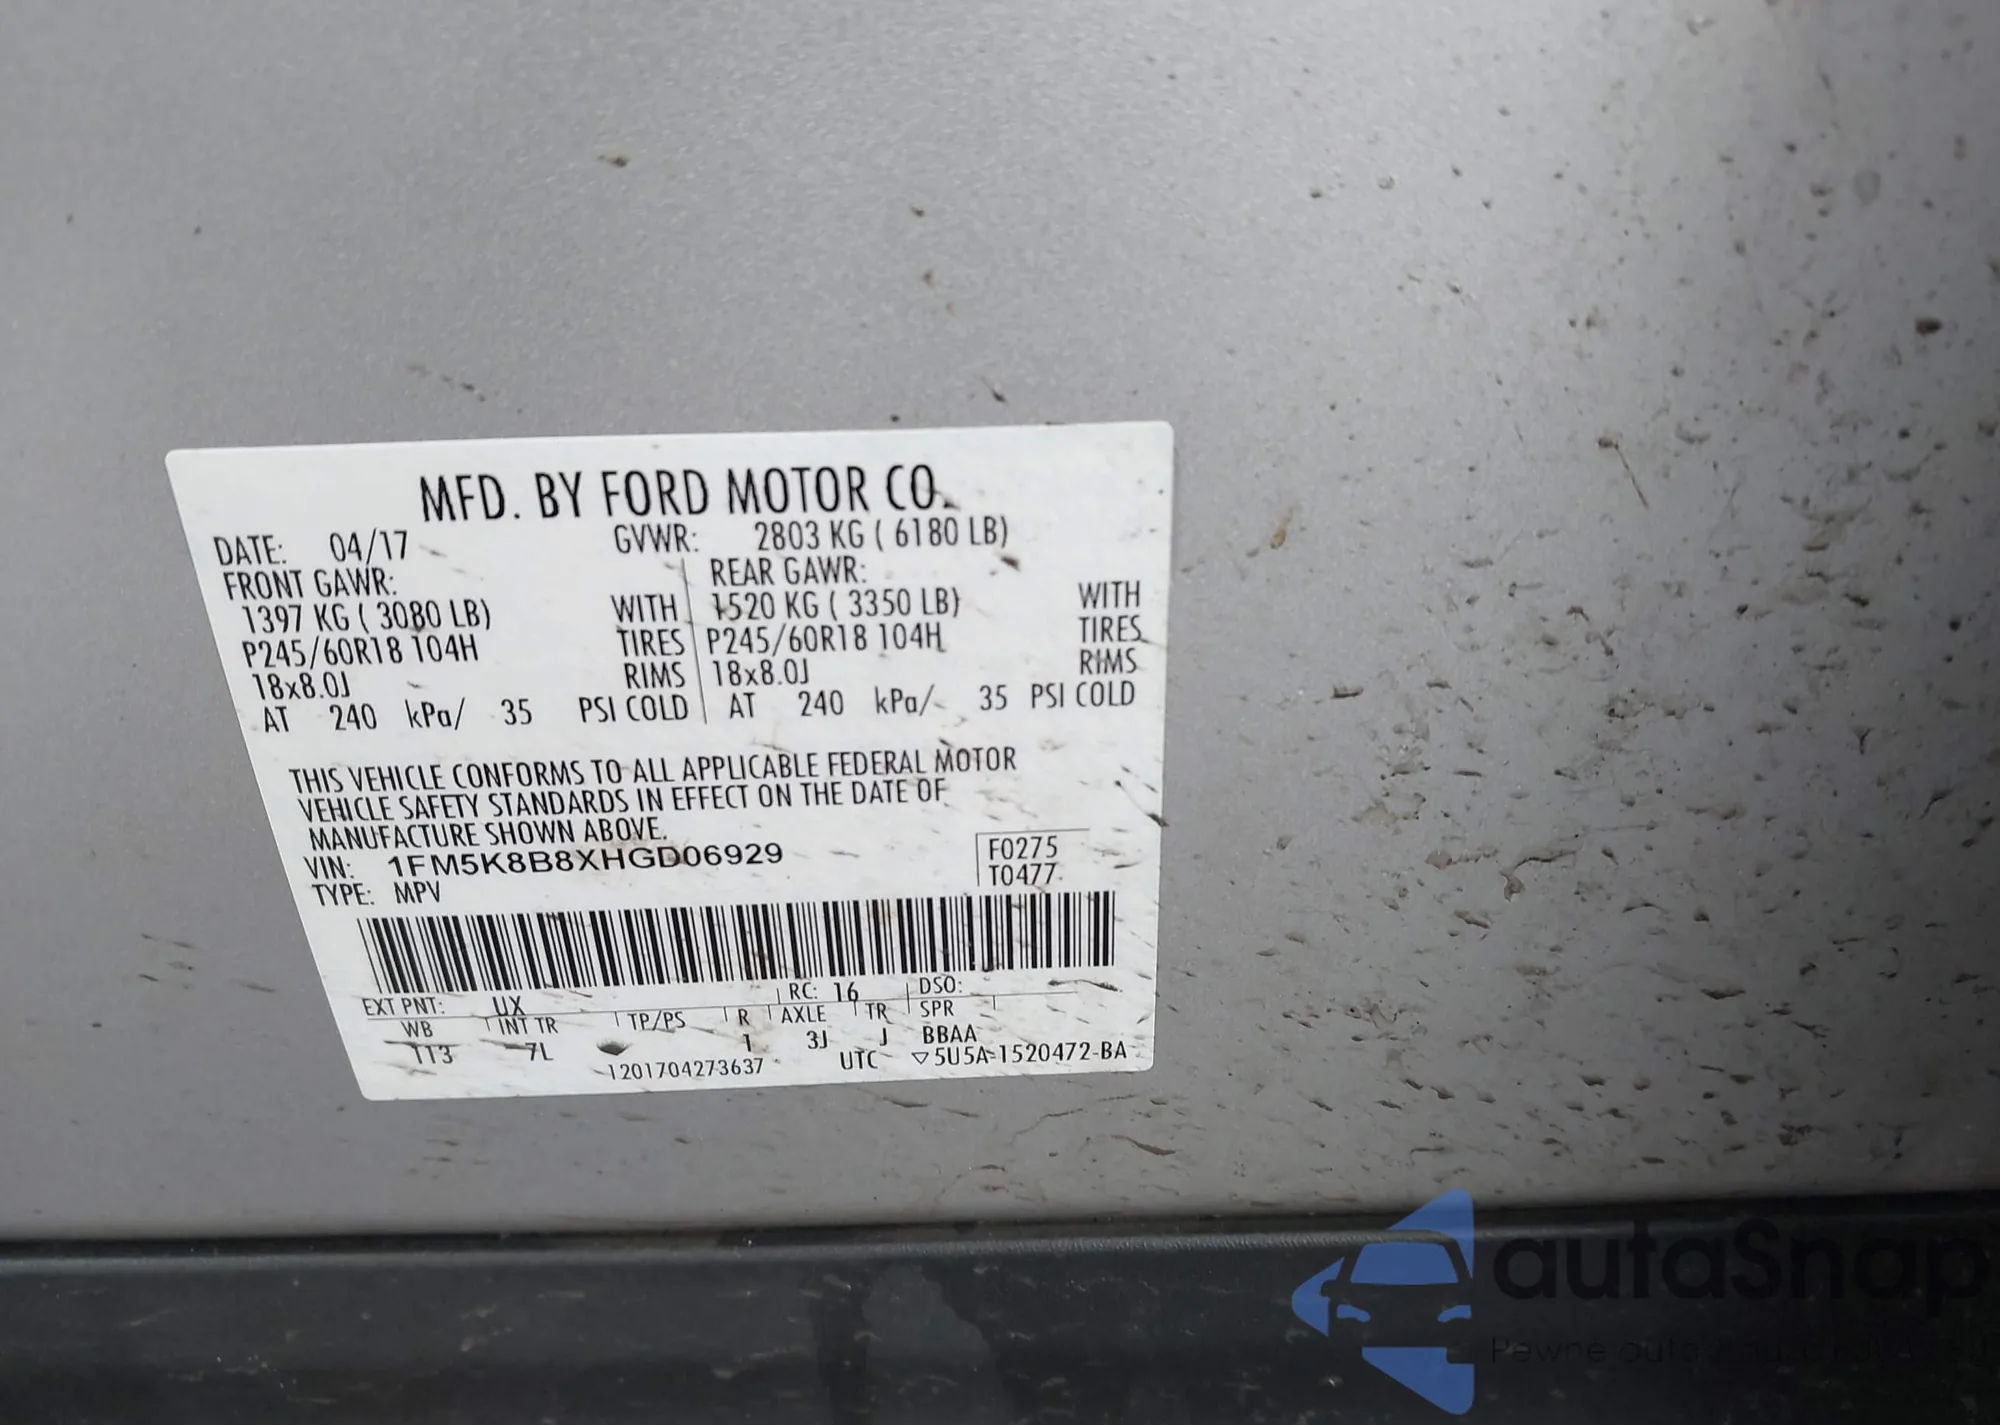 MFD. BY FORD MOTOR CO.
DATE: 04/17 GVWR: 2803 KG ( 6180 LB)
FRONT GAWR: REAR GAWR:
1397 KG ( 3080 LB) WITH 1520 KG ( 3350 LB) WITH
P245/60R18 104H TIRES P245/60R18 104H TIRES
18x8.0J RIMS 18x8.0J RIMS
AT 240 kPa/ 35 PSI COLD AT 240 kPa/ 35 PSI COLD
THIS VEHICLE CONFORMS TO ALL APPLICABLE FEDERAL MOTOR
VEHICLE SAFETY STANDARDS IN EFFECT ON THE DATE OF
MANUFACTURE SHOWN ABOVE.
VIN: 1FM5K8B8XHGD06929 F0275
TYPE: MPV T0477
EXT PNT: UX RC: 16 DSO:
WB INT TR TP/PS R AXLE TR SPR
113 7L 1 3J J BBAA
1201704273637 UTC ▽5U5A-1520472-BA
autaSnap
Pewne auta